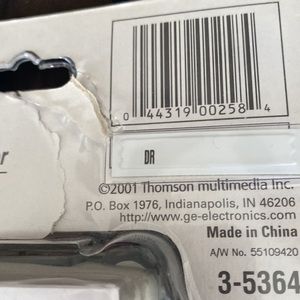 0 44319 00258 4
DR
©2001 Thomson multimedia Inc.
P.O. Box 1976, Indianapolis, IN 46206
http://www.ge-electronics.com
Made in China
A/W No. 55109420
3-5364